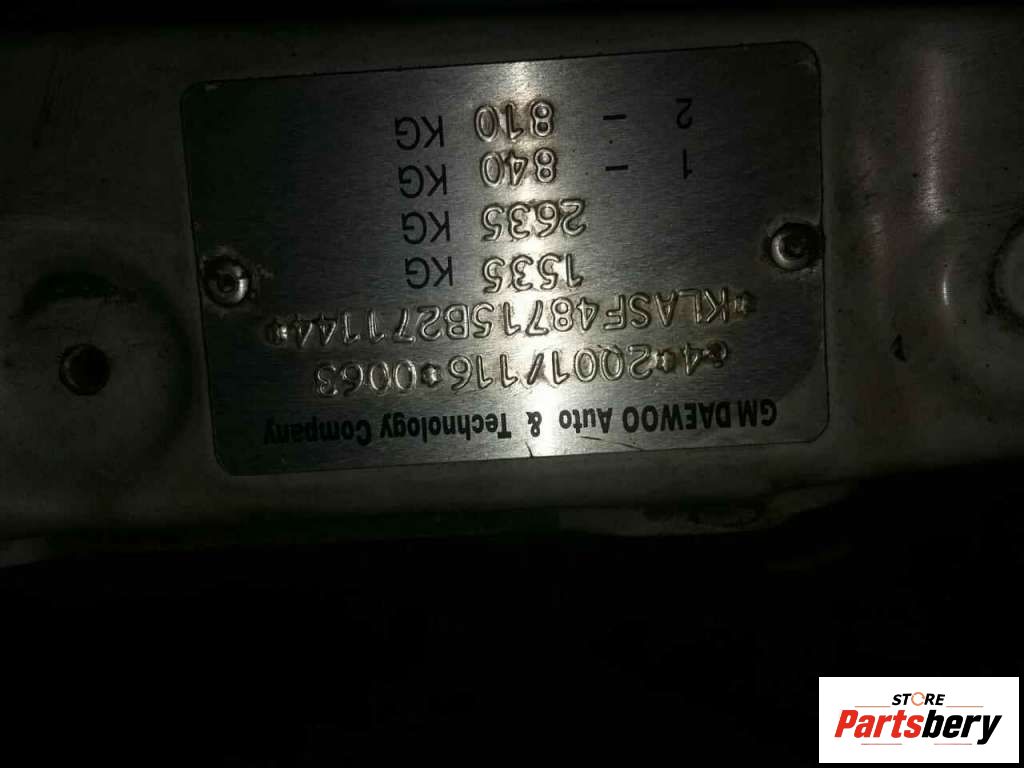 GM DAEWOO Auto & Technology Company
e4*2001/116*0063
*KLASF48715B271144*
1535 KG
2635 KG
1 - 840 KG
2 - 810 KG
STORE
Partsbery